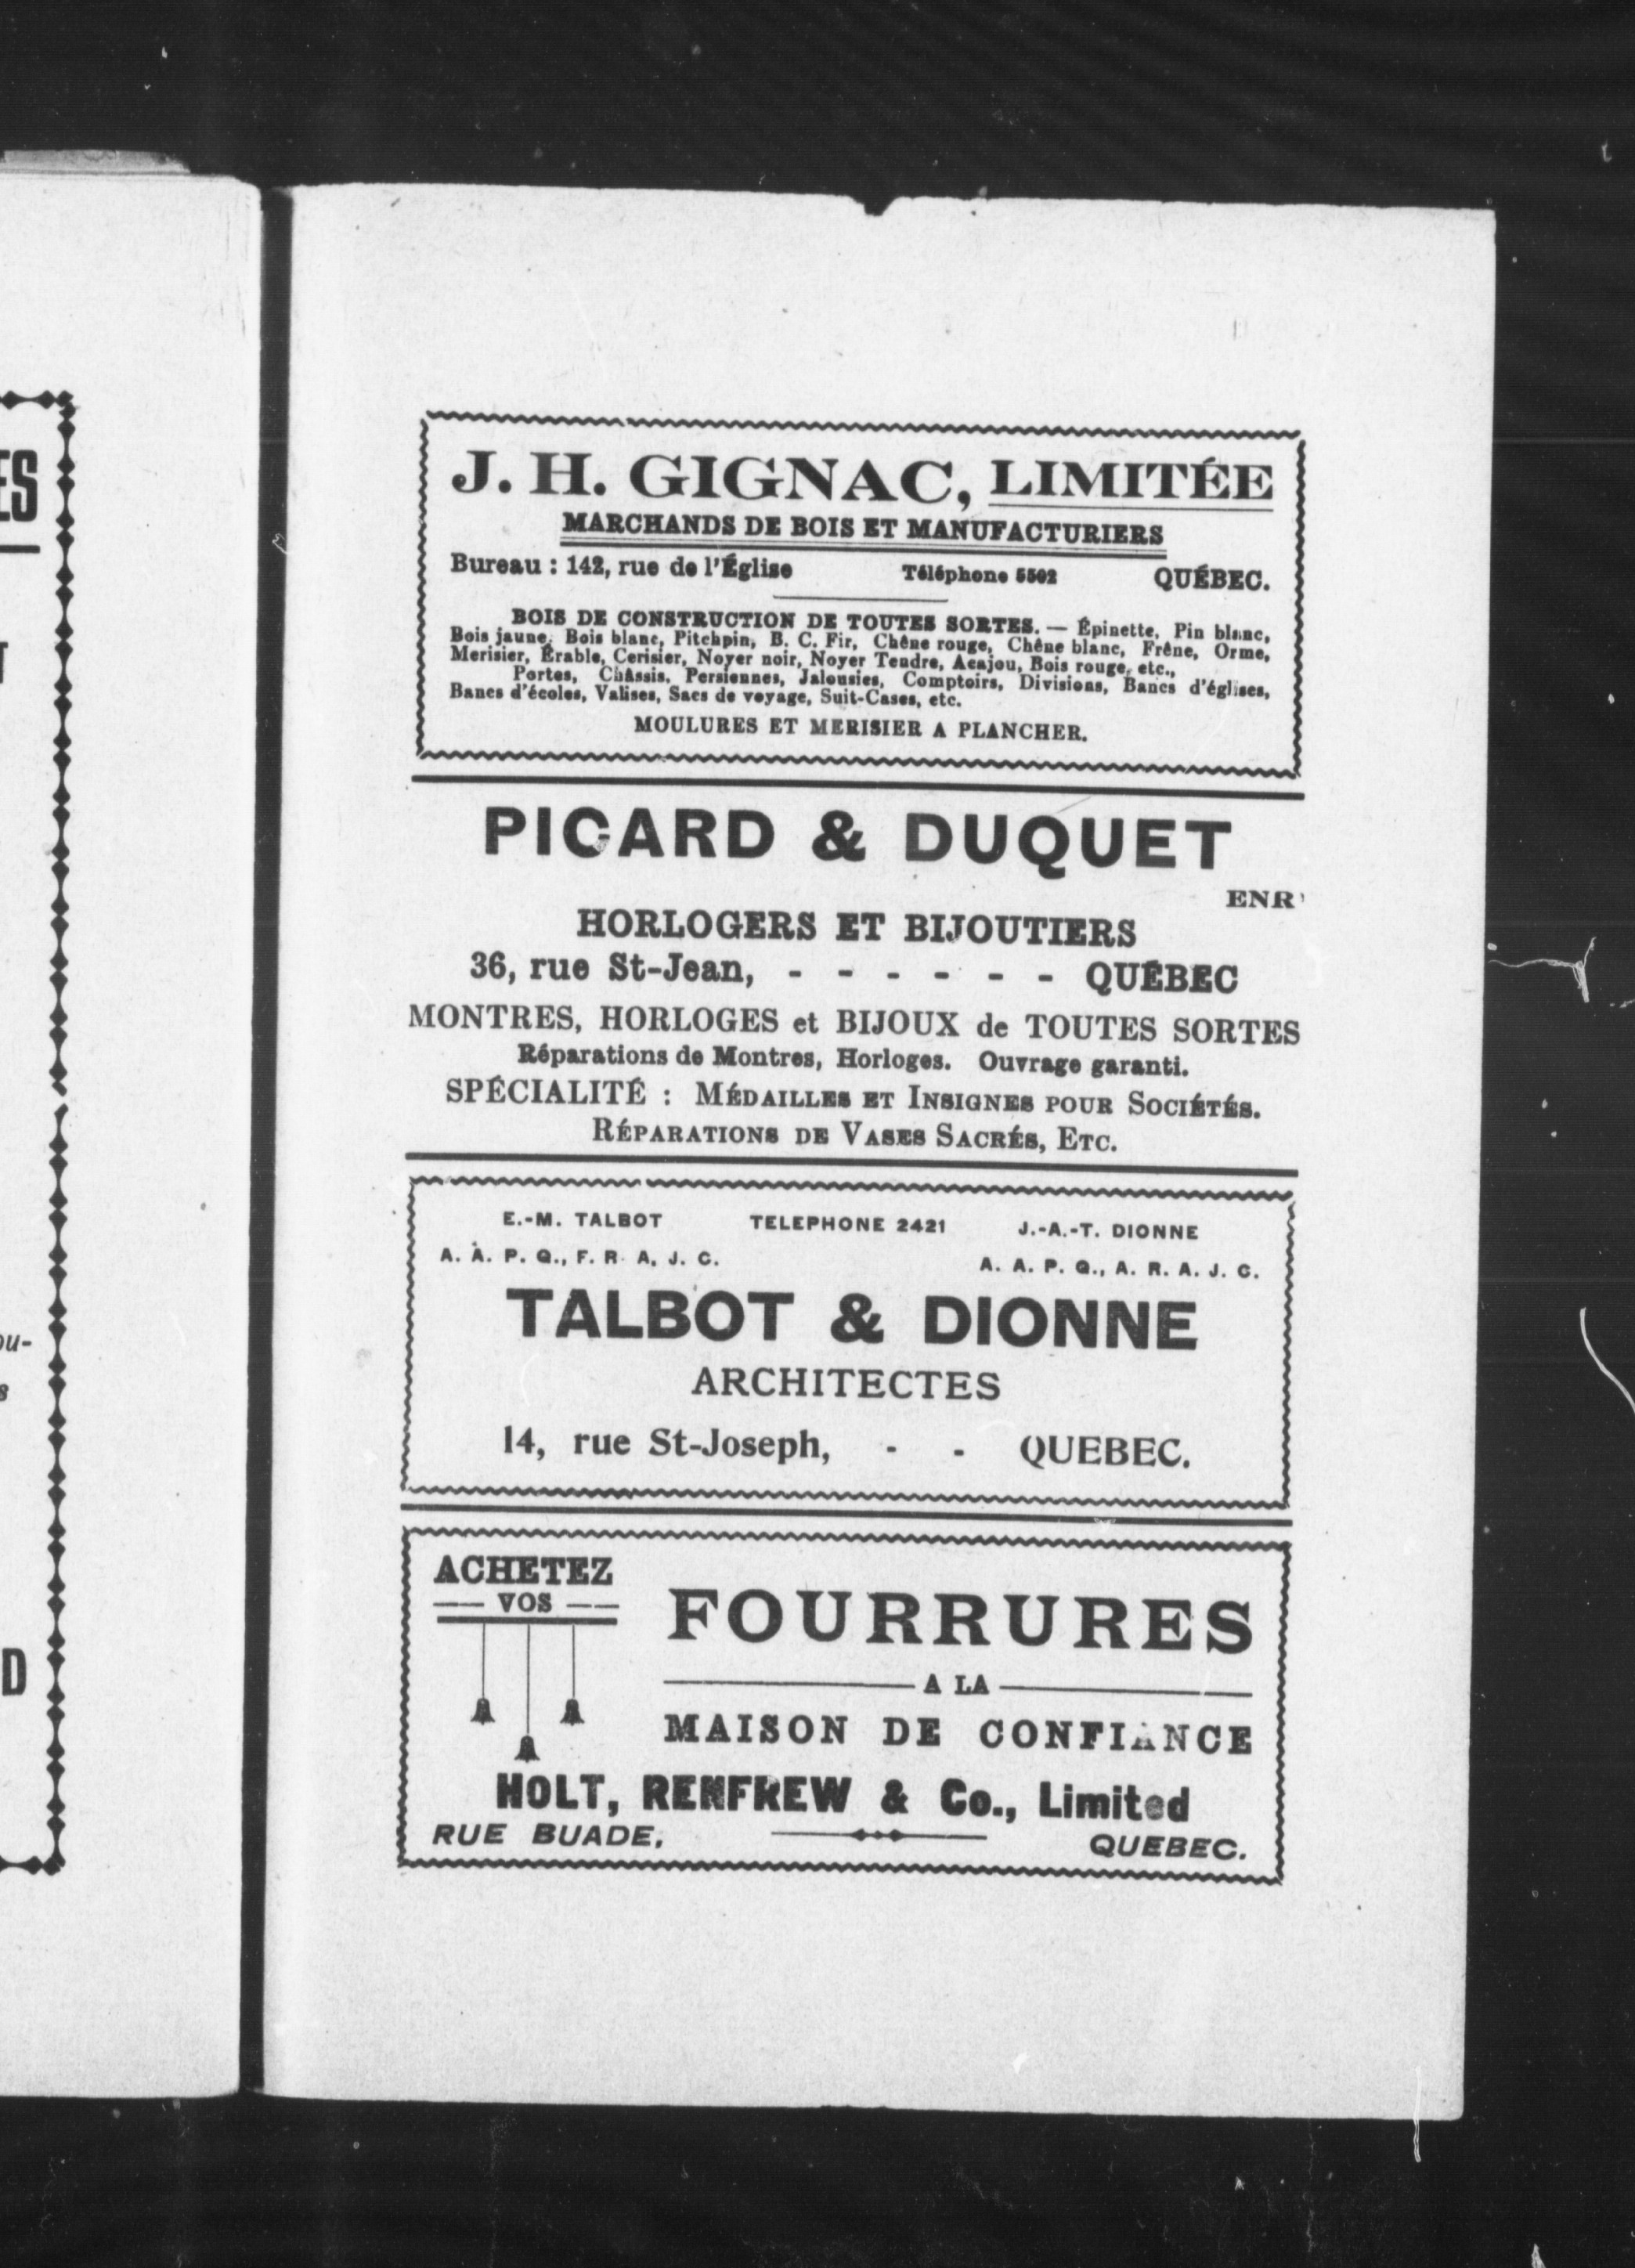 ES
T
ou-
s
D
J. H. GIGNAC, LIMITÉE
MARCHANDS DE BOIS ET MANUFACTURIERS
Bureau : 142, rue de l'Église Téléphone 5502 QUÉBEC.
BOIS DE CONSTRUCTION DE TOUTES SORTES. — Épinette, Pin blanc,
Bois jaune, Bois blanc, Pitchpin, B. C. Fir, Chêne rouge, Chêne blanc, Frêne, Orme,
Merisier, Érable, Cerisier, Noyer noir, Noyer Tendre, Acajou, Bois rouge, etc.,
Portes, Châssis, Persiennes, Jalousies, Comptoirs, Divisions, Bancs d'églises,
Bancs d'écoles, Valises, Sacs de voyage, Suit-Cases, etc.
MOULURES ET MERISIER A PLANCHER.
PICARD & DUQUET
ENR
HORLOGERS ET BIJOUTIERS
36, rue St-Jean, - - - - - - QUÉBEC
MONTRES, HORLOGES et BIJOUX de TOUTES SORTES
Réparations de Montres, Horloges. Ouvrage garanti.
SPÉCIALITÉ : MÉDAILLES ET INSIGNES POUR SOCIÉTÉS.
RÉPARATIONS DE VASES SACRÉS, ETC.
E.-M. TALBOT TELEPHONE 2421 J.-A.-T. DIONNE
A. A. P. Q., F. R. A. J. C. A. A. P. Q., A. R. A. J. C.
TALBOT & DIONNE
ARCHITECTES
14, rue St-Joseph, - - QUEBEC.
ACHETEZ
VOS
FOURRURES
A LA
MAISON DE CONFIANCE
HOLT, RENFREW & Co., Limited
RUE BUADE, QUEBEC.